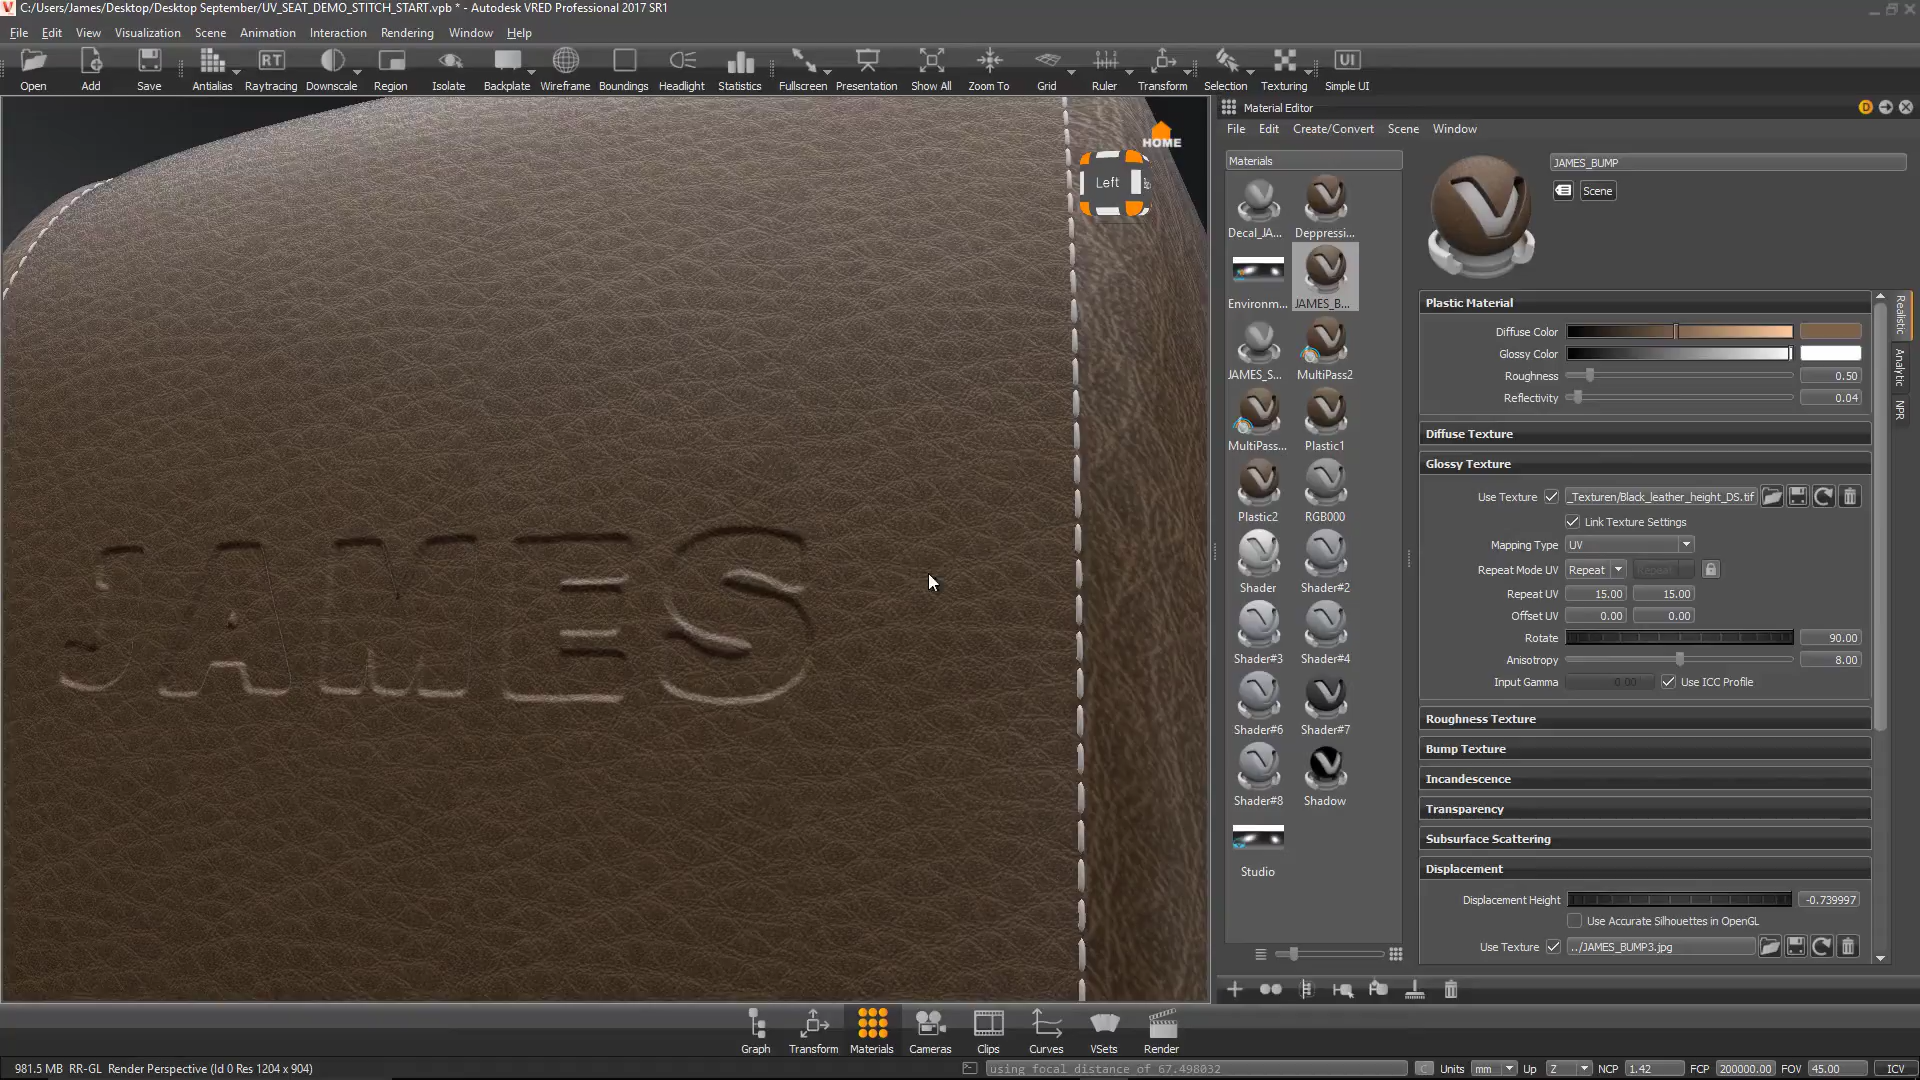 C:/Users/James/Desktop/Desktop September/UV_SEAT_DEMO_STITCH_START.vpb * - Autodesk VRED Professional 2017 SR1
File Edit View Visualization Scene Animation Interaction Rendering Window Help
RT UI
Open Add Save Antialias Raytracing Downscale Region Isolate Backplate Wireframe Boundings Headlight Statistics Fullscreen Presentation Show All Zoom To Grid Ruler Transform Selection Texturing Simple UI
HOME
Left
JAMES
Material Editor
D
File Edit Create/Convert Scene Window
Materials
Decal_JA... Deppressi...
Environm... JAMES_B...
JAMES_S... MultiPass2
MultiPass... Plastic1
Plastic2 RGB000
Shader Shader#2
Shader#3 Shader#4
Shader#6 Shader#7
Shader#8 Shadow
Studio
JAMES_BUMP
Scene
Realistic
Analytic
NPR
Plastic Material
Diffuse Color
Glossy Color
Roughness 0.50
Reflectivity 0.04
Diffuse Texture
Glossy Texture
Use Texture _Texturen/Black_leather_height_DS.tif
Link Texture Settings
Mapping Type UV
Repeat Mode UV Repeat Repeat
Repeat UV 15.00 15.00
Offset UV 0.00 0.00
Rotate 90.00
Anisotropy 8.00
Input Gamma 0.00 Use ICC Profile
Roughness Texture
Bump Texture
Incandescence
Transparency
Subsurface Scattering
Displacement
Displacement Height -0.739997
Use Accurate Silhouettes in OpenGL
Use Texture ../JAMES_BUMP3.jpg
Graph Transform Materials Cameras Clips Curves VSets Render
981.5 MB RR-GL Render Perspective (Id 0 Res 1204 x 904) using focal distance of 67.498032 C Units mm Up Z NCP 1.42 FCP 200000.00 FOV 45.00 ICV